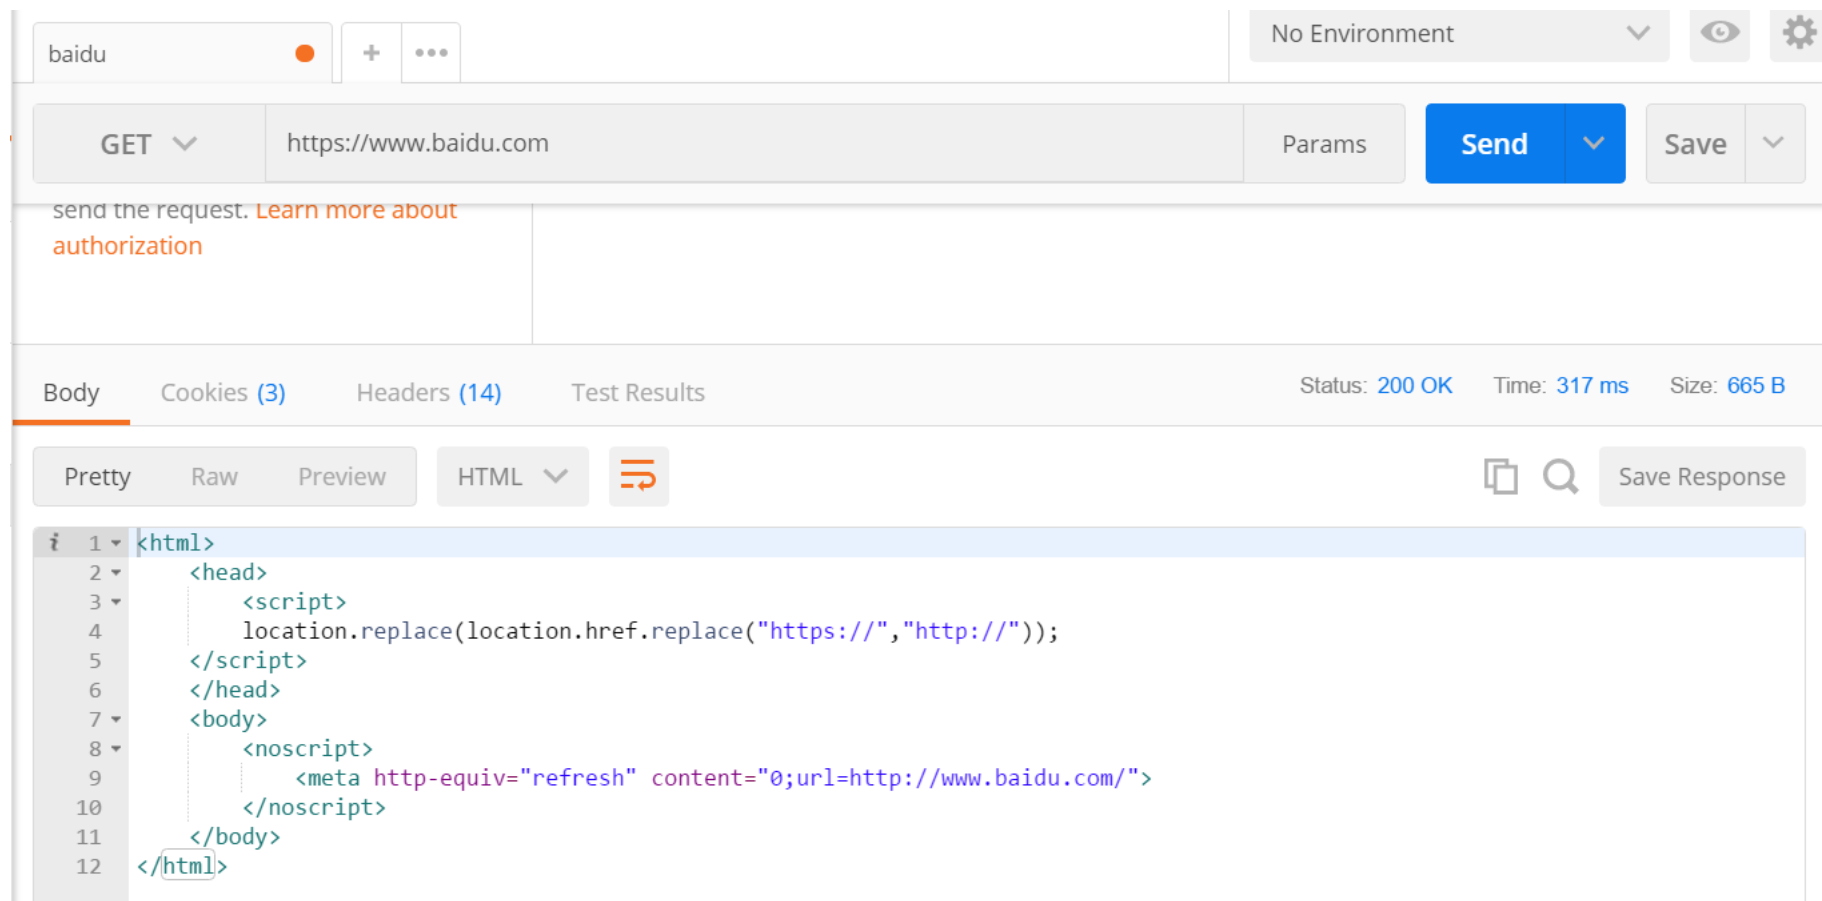 baidu + ••• No Environment
GET https://www.baidu.com Params Send Save
send the request. Learn more about
authorization
Body Cookies (3) Headers (14) Test Results Status: 200 OK Time: 317 ms Size: 665 B
Pretty Raw Preview HTML Save Response
i 1 <html>
2 <head>
3 <script>
4 location.replace(location.href.replace("https://","http://"));
5 </script>
6 </head>
7 <body>
8 <noscript>
9 <meta http-equiv="refresh" content="0;url=http://www.baidu.com/">
10 </noscript>
11 </body>
12 </html>